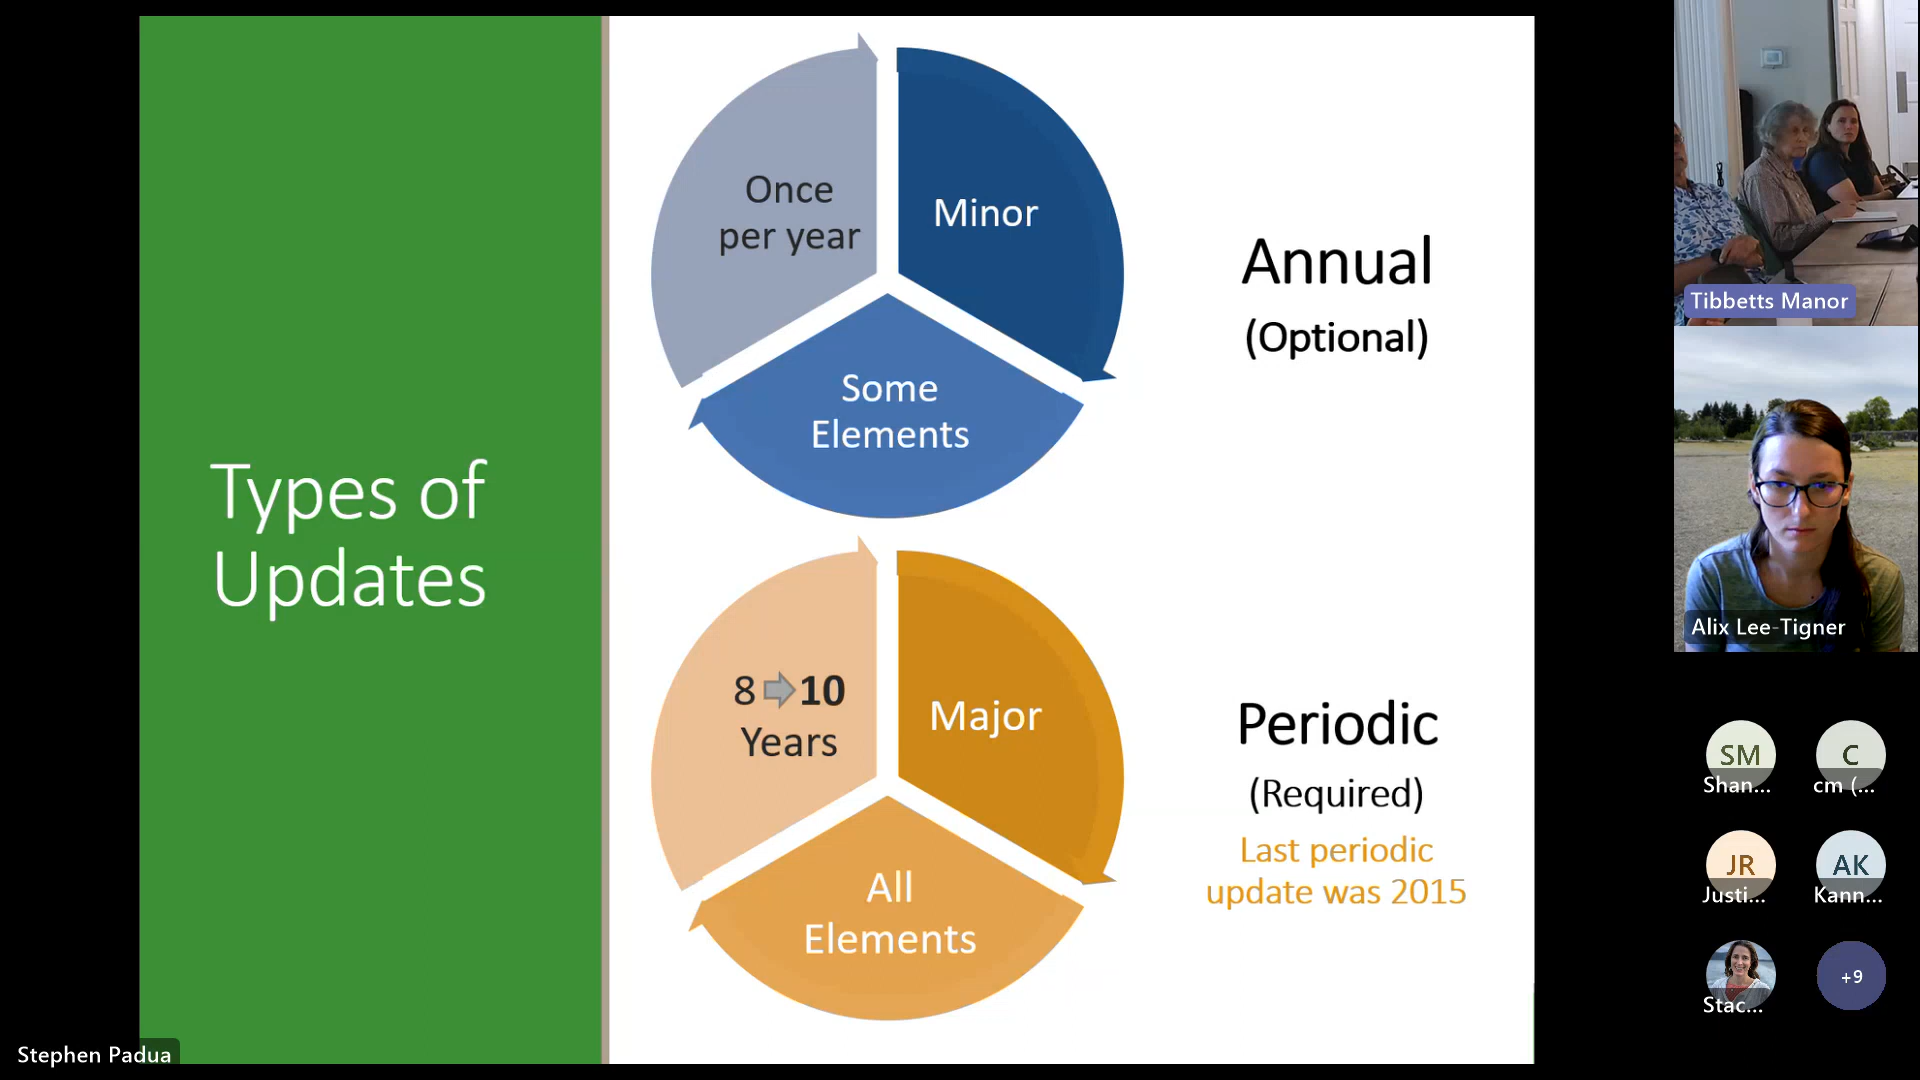 Types of
Updates
Once
per year
Minor
Some
Elements
Annual
(Optional)
8 10
Years
Major
All
Elements
Periodic
(Required)
Last periodic
update was 2015
Tibbetts Manor
Alix Lee-Tigner
SM
Shan...
C
cm (...
JR
Justi...
AK
Kann...
Stac...
+9
Stephen Padua